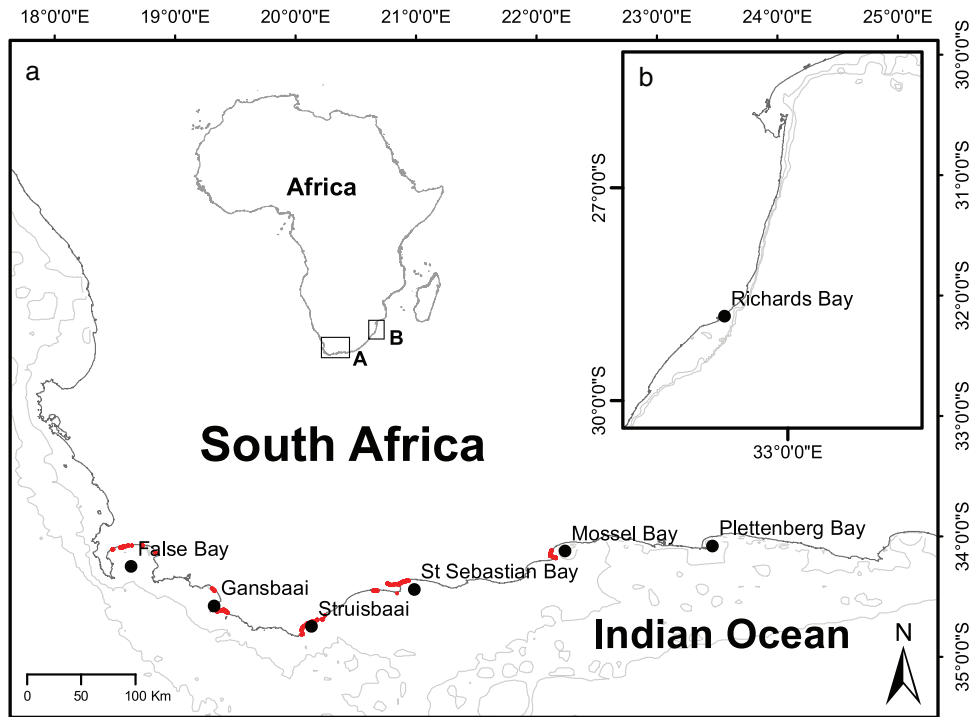 18°0'0"E 19°0'0"E 20°0'0"E 21°0'0"E 22°0'0"E 23°0'0"E 24°0'0"E 25°0'0"E
a
b
Africa
B
A
27°0'0"S
30°0'0"S
Richards Bay
33°0'0"E
30°0'0"S
31°0'0"S
32°0'0"S
33°0'0"S
34°0'0"S
35°0'0"S
South Africa
False Bay
Gansbaai
Struisbaai
St Sebastian Bay
Mossel Bay
Plettenberg Bay
Indian Ocean
N
0 50 100 Km